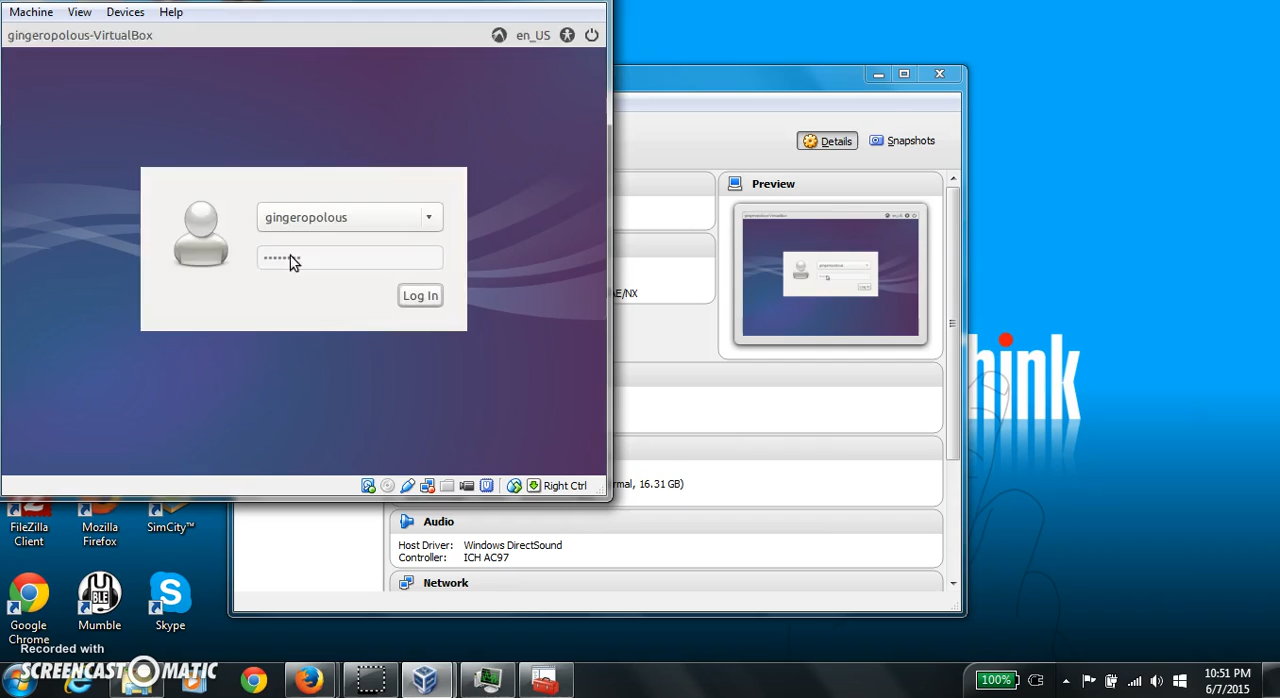 Machine View Devices Help
gingeropolous-VirtualBox en_US
gingeropolous
Log In
Right Ctrl
Details Snapshots
Preview
AE/NX
rmal, 16.31 GB)
Audio
Host Driver: Windows DirectSound
Controller: ICH AC97
Network
hink
FileZilla Client
Mozilla Firefox
SimCity™
Google Chrome
Mumble
Skype
Recorded with
SCREENCAST-O-MATIC
100%
10:51 PM
6/7/2015